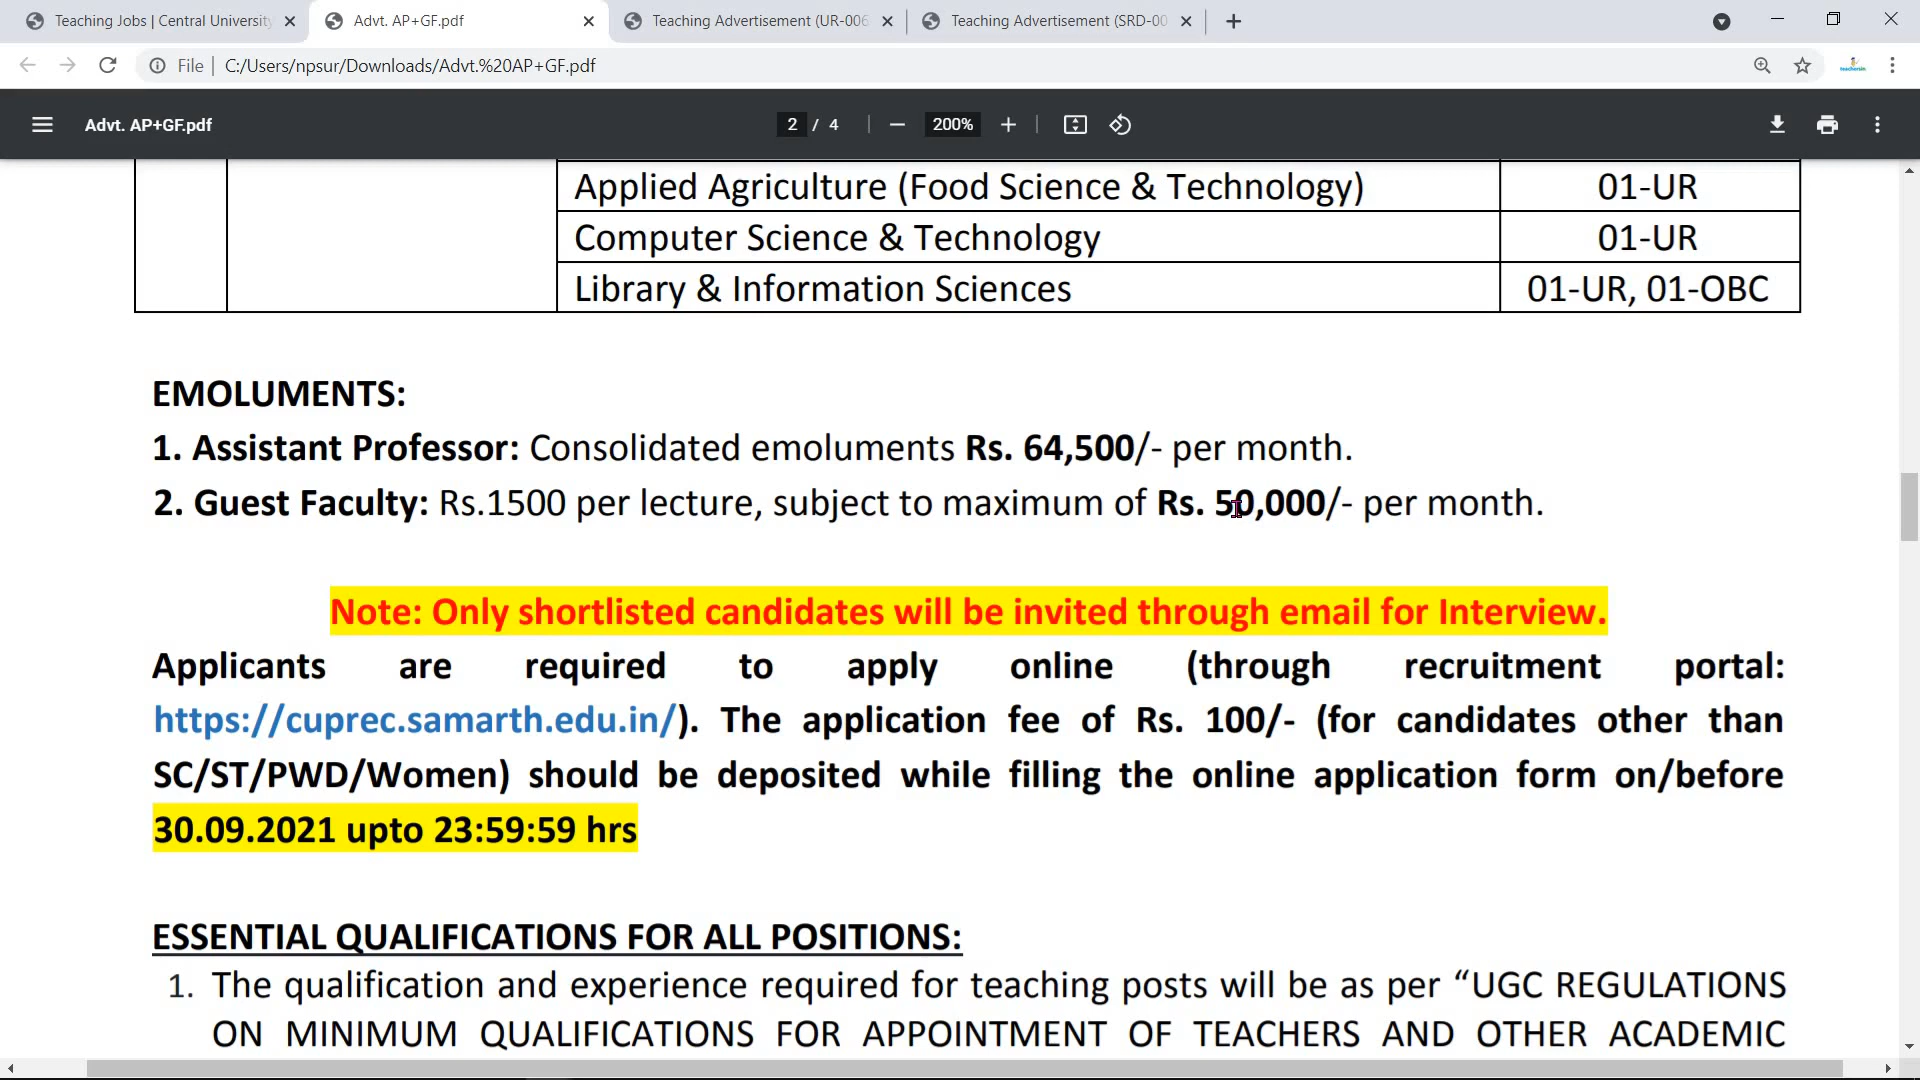 Teaching Jobs | Central University
Advt. AP+GF.pdf
Teaching Advertisement (UR-006
Teaching Advertisement (SRD-00
File
C:/Users/npsur/Downloads/Advt.%20AP+GF.pdf
Advt. AP+GF.pdf
2 / 4
200%
Applied Agriculture (Food Science & Technology) 01-UR
Computer Science & Technology 01-UR
Library & Information Sciences 01-UR, 01-OBC
EMOLUMENTS:
1. Assistant Professor: Consolidated emoluments Rs. 64,500/- per month.
2. Guest Faculty: Rs.1500 per lecture, subject to maximum of Rs. 50,000/- per month.
Note: Only shortlisted candidates will be invited through email for Interview.
Applicants are required to apply online (through recruitment portal:
https://cuprec.samarth.edu.in/). The application fee of Rs. 100/- (for candidates other than
SC/ST/PWD/Women) should be deposited while filling the online application form on/before
30.09.2021 upto 23:59:59 hrs
ESSENTIAL QUALIFICATIONS FOR ALL POSITIONS:
1. The qualification and experience required for teaching posts will be as per “UGC REGULATIONS
ON MINIMUM QUALIFICATIONS FOR APPOINTMENT OF TEACHERS AND OTHER ACADEMIC